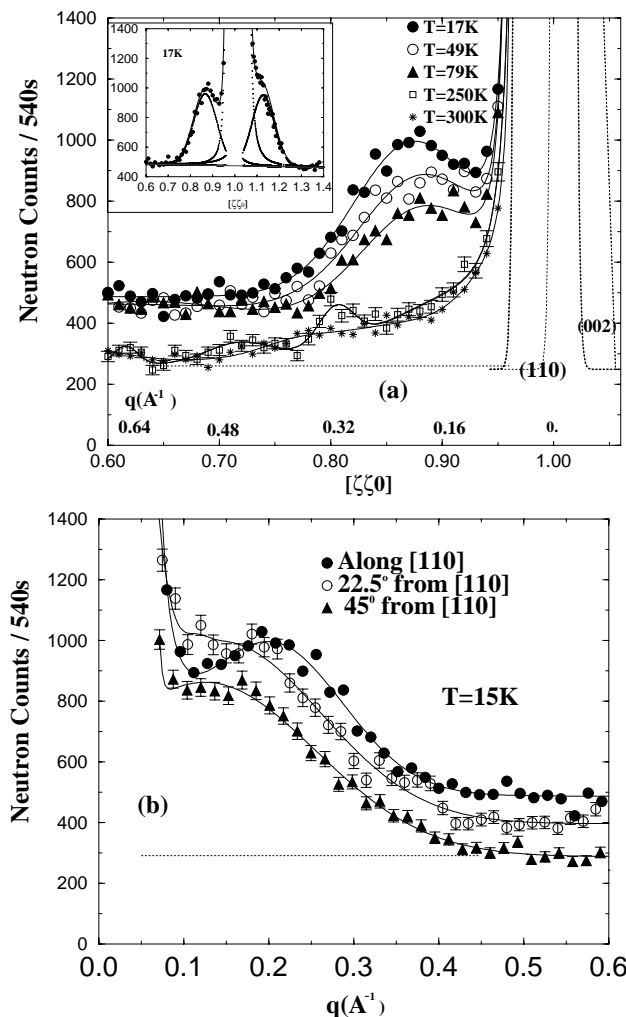 1400
1200
1000
800
600
400
200
0
Neutron Counts / 540s
1400
1200
1000
800
600
400
17K
0.6 0.7 0.8 0.9 1.0 1.1 1.2 1.3 1.4
[ζζ0]
T=17K
T=49K
T=79K
T=250K
T=300K
(002)
(110)
(a)
q(A⁻¹)
0.64 0.48 0.32 0.16 0.
0.60 0.70 0.80 0.90 1.00
[ζζ0]
1400
1200
1000
800
600
400
200
0
Neutron Counts / 540s
Along [110]
22.5° from [110]
45⁰ from [110]
T=15K
(b)
0.0 0.1 0.2 0.3 0.4 0.5 0.6
q(A⁻¹)